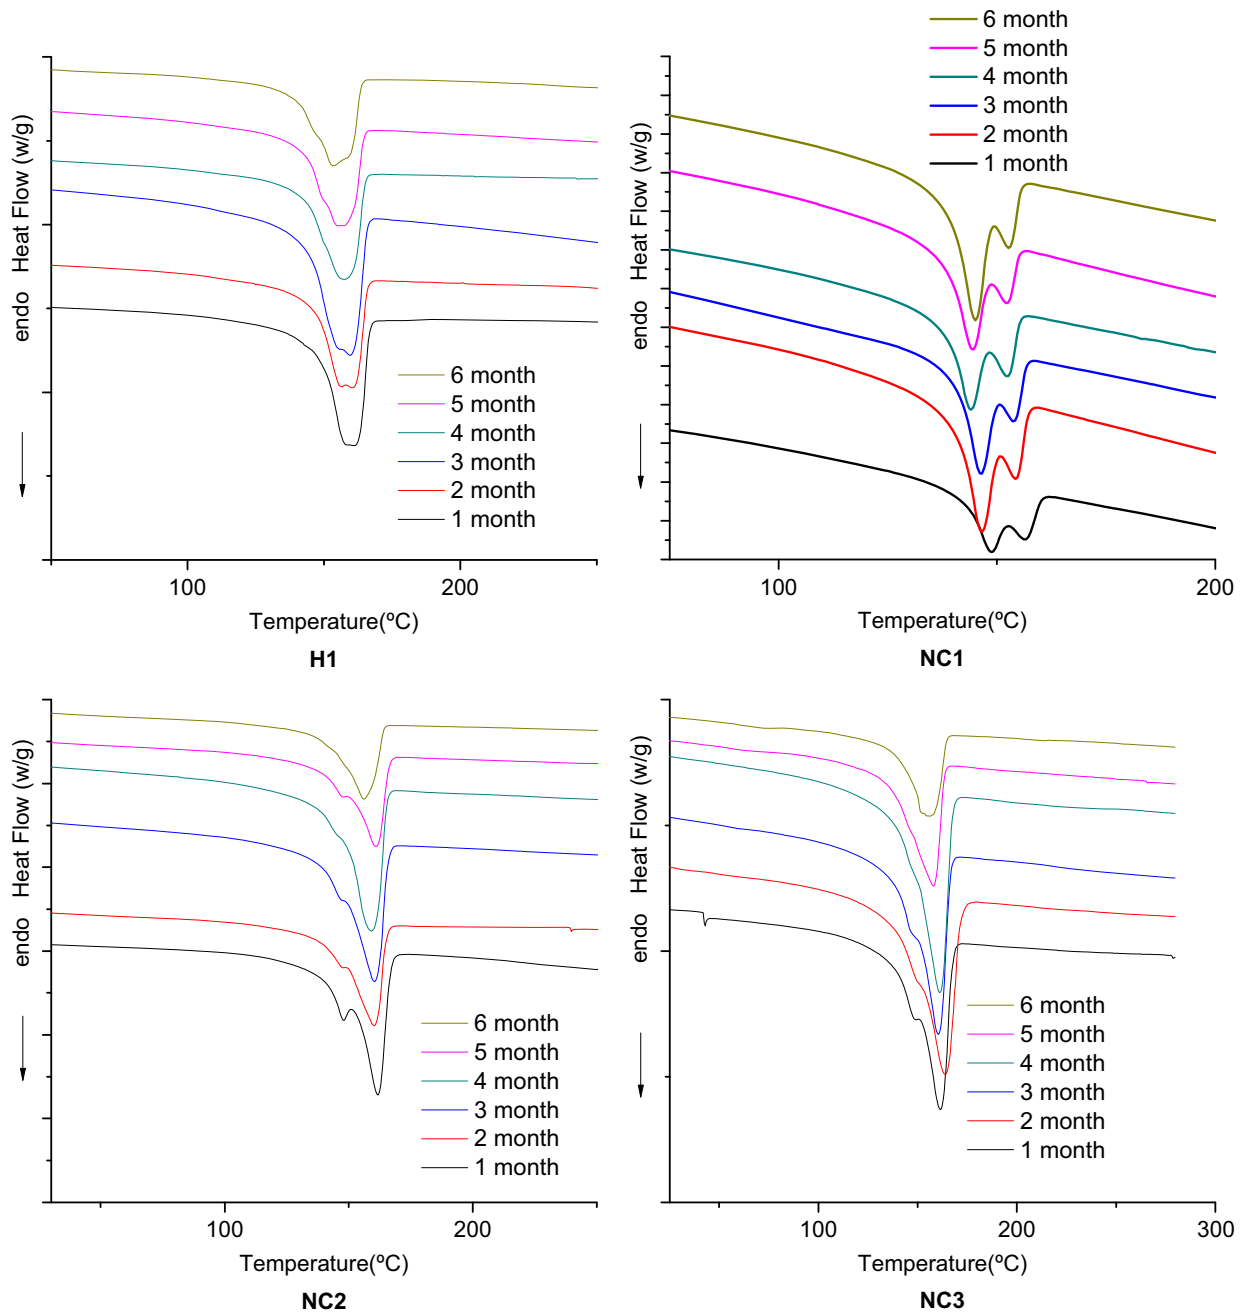 endo Heat Flow (w/g)
6 month
5 month
4 month
3 month
2 month
1 month
100
200
Temperature(ºC)
H1
6 month
5 month
4 month
3 month
2 month
1 month
endo Heat Flow (w/g)
100
200
Temperature(ºC)
NC1
endo Heat Flow (w/g)
6 month
5 month
4 month
3 month
2 month
1 month
100
200
Temperature(ºC)
NC2
endo Heat Flow (w/g)
6 month
5 month
4 month
3 month
2 month
1 month
100
200
300
Temperature(ºC)
NC3